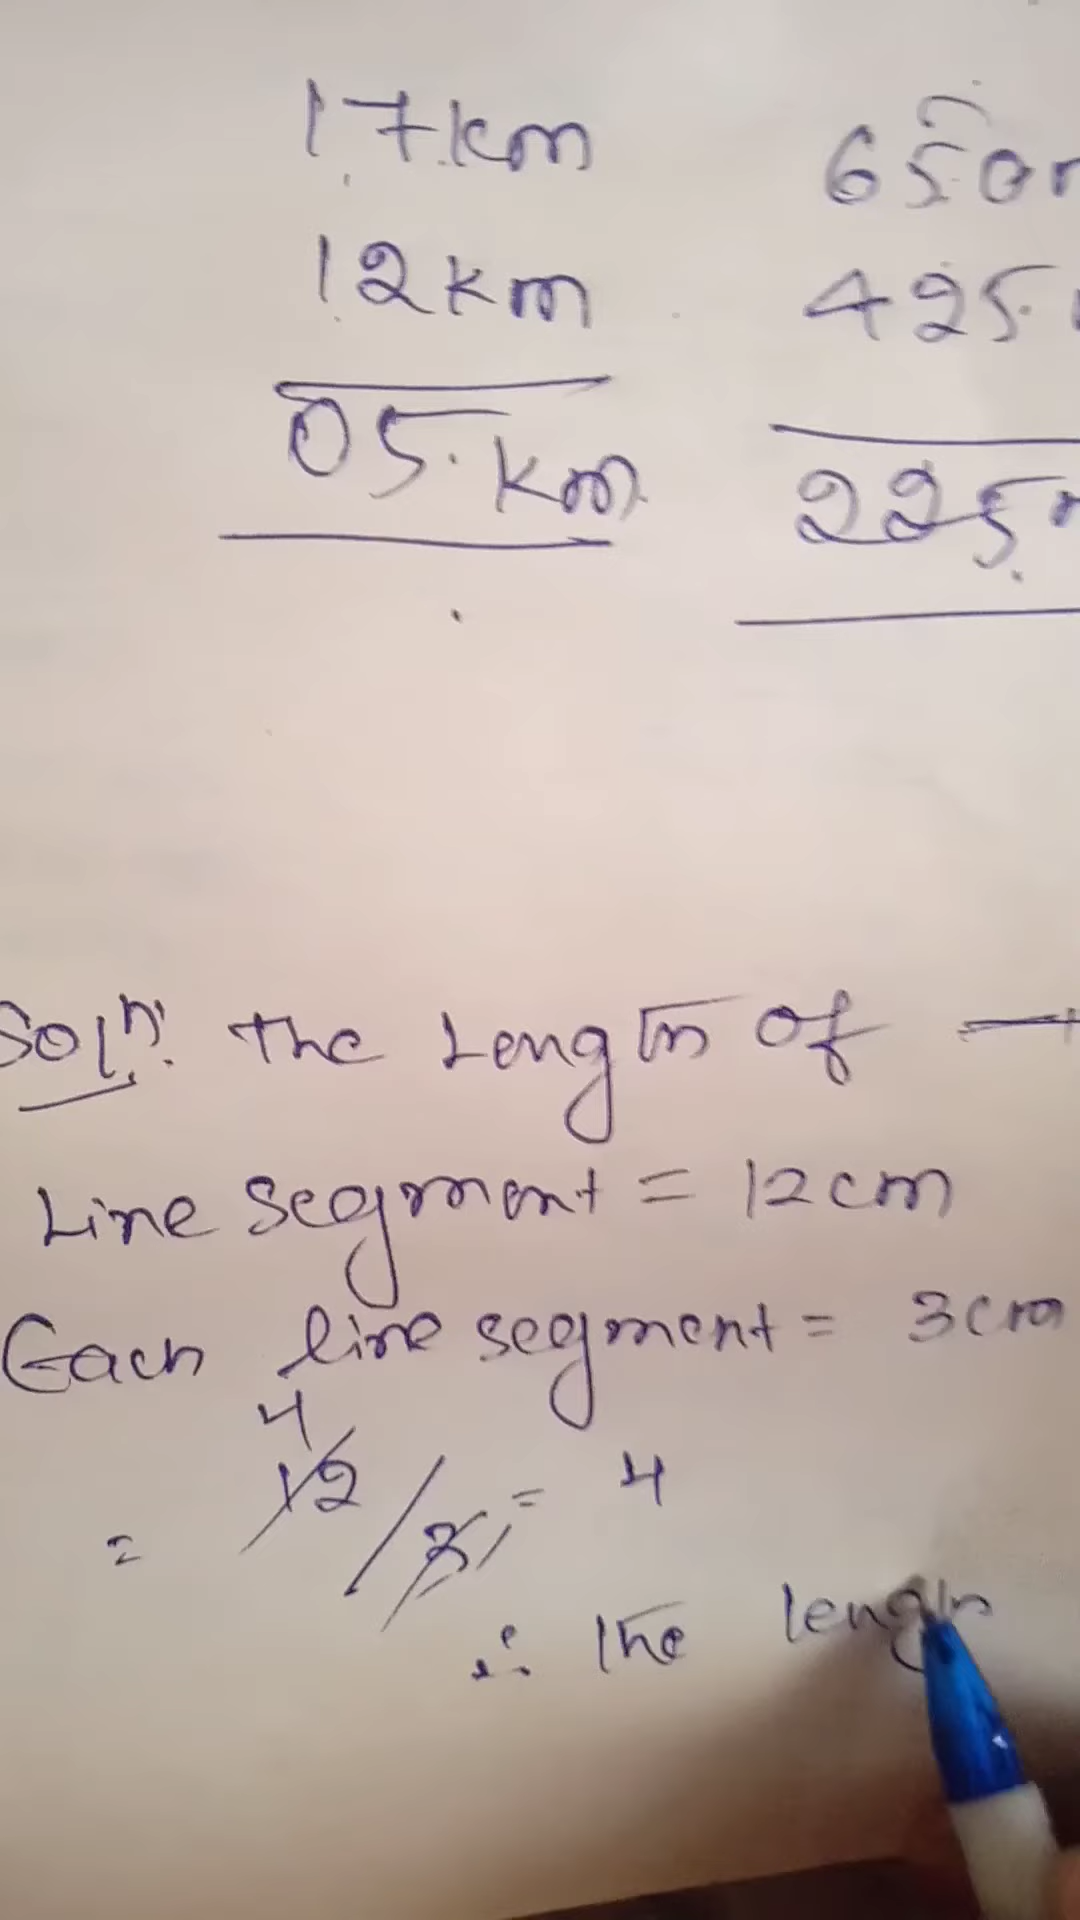 17km 650
12km 425
05 km 225
Soln: The Length of
Line segment = 12cm
Each line segment = 3cm
4
= 12/3 = 4
∴ The length